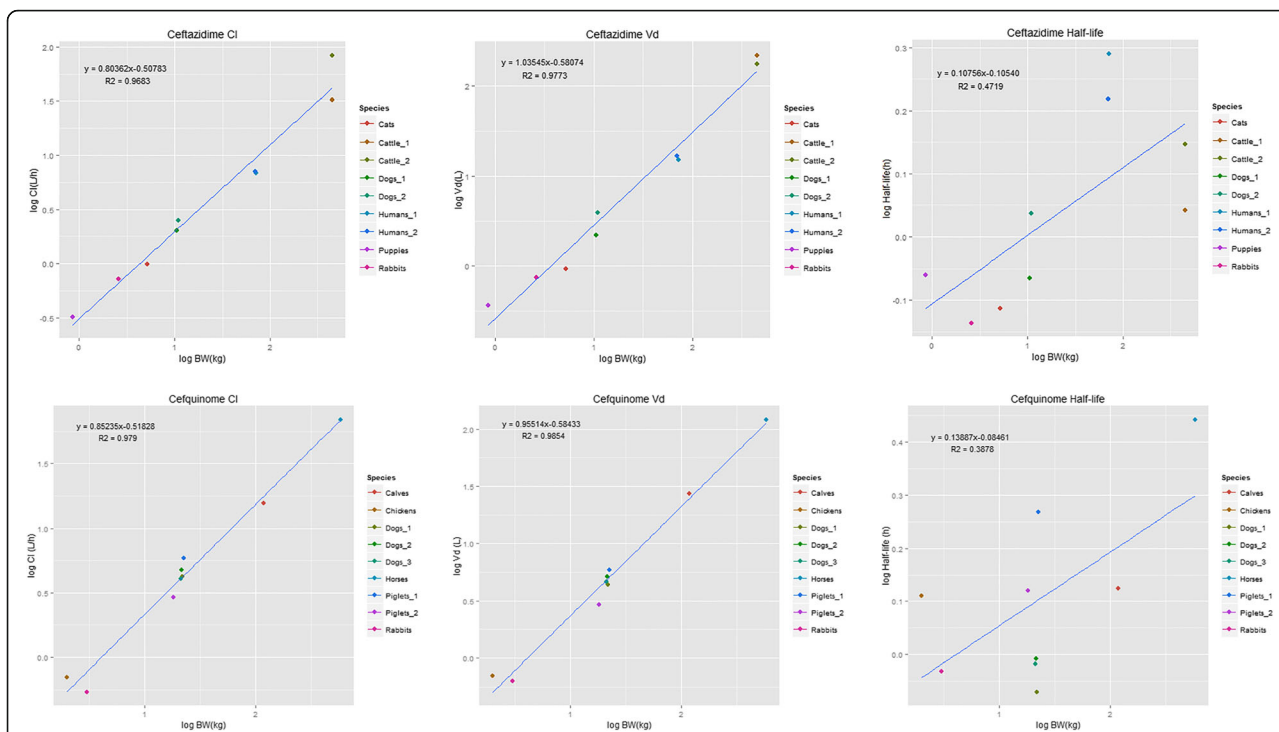 Ceftazidime Cl
y = 0.80362x-0.50783
R2 = 0.9683
log Cl(L/h)
2.0
1.5
1.0
0.5
0.0
-0.5
0 1 2
log BW(kg)
Species
Cats
Cattle_1
Cattle_2
Dogs_1
Dogs_2
Humans_1
Humans_2
Puppies
Rabbits
Ceftazidime Vd
y = 1.03545x-0.58074
R2 = 0.9773
log Vd(L)
2
1
0
0 1 2
log BW(kg)
Species
Cats
Cattle_1
Cattle_2
Dogs_1
Dogs_2
Humans_1
Humans_2
Puppies
Rabbits
Ceftazidime Half-life
y = 0.10756x-0.10540
R2 = 0.4719
log Half-life(h)
0.3
0.2
0.1
0.0
-0.1
0 1 2
log BW(kg)
Species
Cats
Cattle_1
Cattle_2
Dogs_1
Dogs_2
Humans_1
Humans_2
Puppies
Rabbits
Cefquinome Cl
y = 0.85235x-0.51828
R2 = 0.979
log Cl (L/h)
1.5
1.0
0.5
0.0
1 2
log BW(kg)
Species
Calves
Chickens
Dogs_1
Dogs_2
Dogs_3
Horses
Piglets_1
Piglets_2
Rabbits
Cefquinome Vd
y = 0.95514x-0.58433
R2 = 0.9854
log Vd (L)
2.0
1.5
1.0
0.5
0.0
1 2
log BW(kg)
Species
Calves
Chickens
Dogs_1
Dogs_2
Dogs_3
Horses
Piglets_1
Piglets_2
Rabbits
Cefquinome Half-life
y = 0.13887x-0.08461
R2 = 0.3878
log Half-life (h)
0.4
0.3
0.2
0.1
0.0
1 2
log BW(kg)
Species
Calves
Chickens
Dogs_1
Dogs_2
Dogs_3
Horses
Piglets_1
Piglets_2
Rabbits